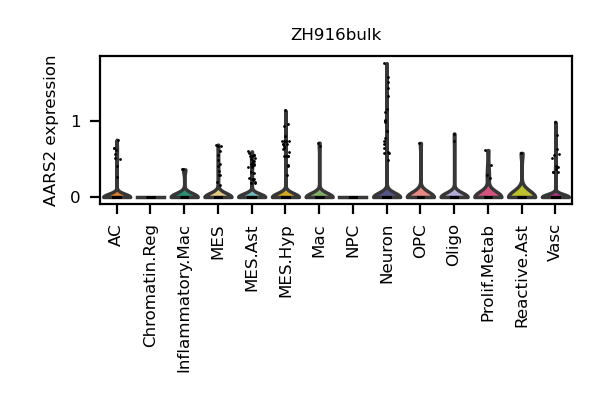 ZH916bulk
AARS2 expression
1
0
AC
Chromatin.Reg
Inflammatory.Mac
MES
MES.Ast
MES.Hyp
Mac
NPC
Neuron
OPC
Oligo
Prolif.Metab
Reactive.Ast
Vasc